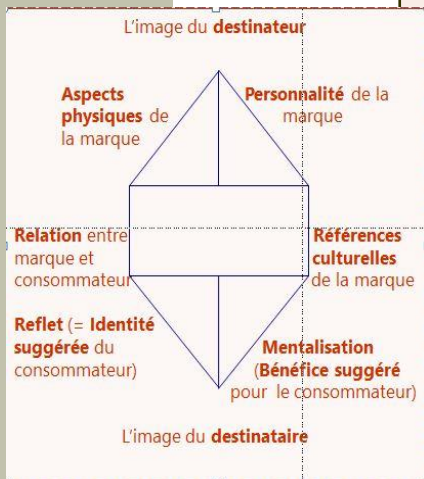 L'image du destinateur
Aspects
physiques de
la marque
Personnalité de la
marque
Relation entre
marque et
consommateur
Références
culturelles
de la marque
Reflet (= Identité
suggérée du
consommateur)
Mentalisation
(Bénéfice suggéré
pour le consommateur)
L'image du destinataire